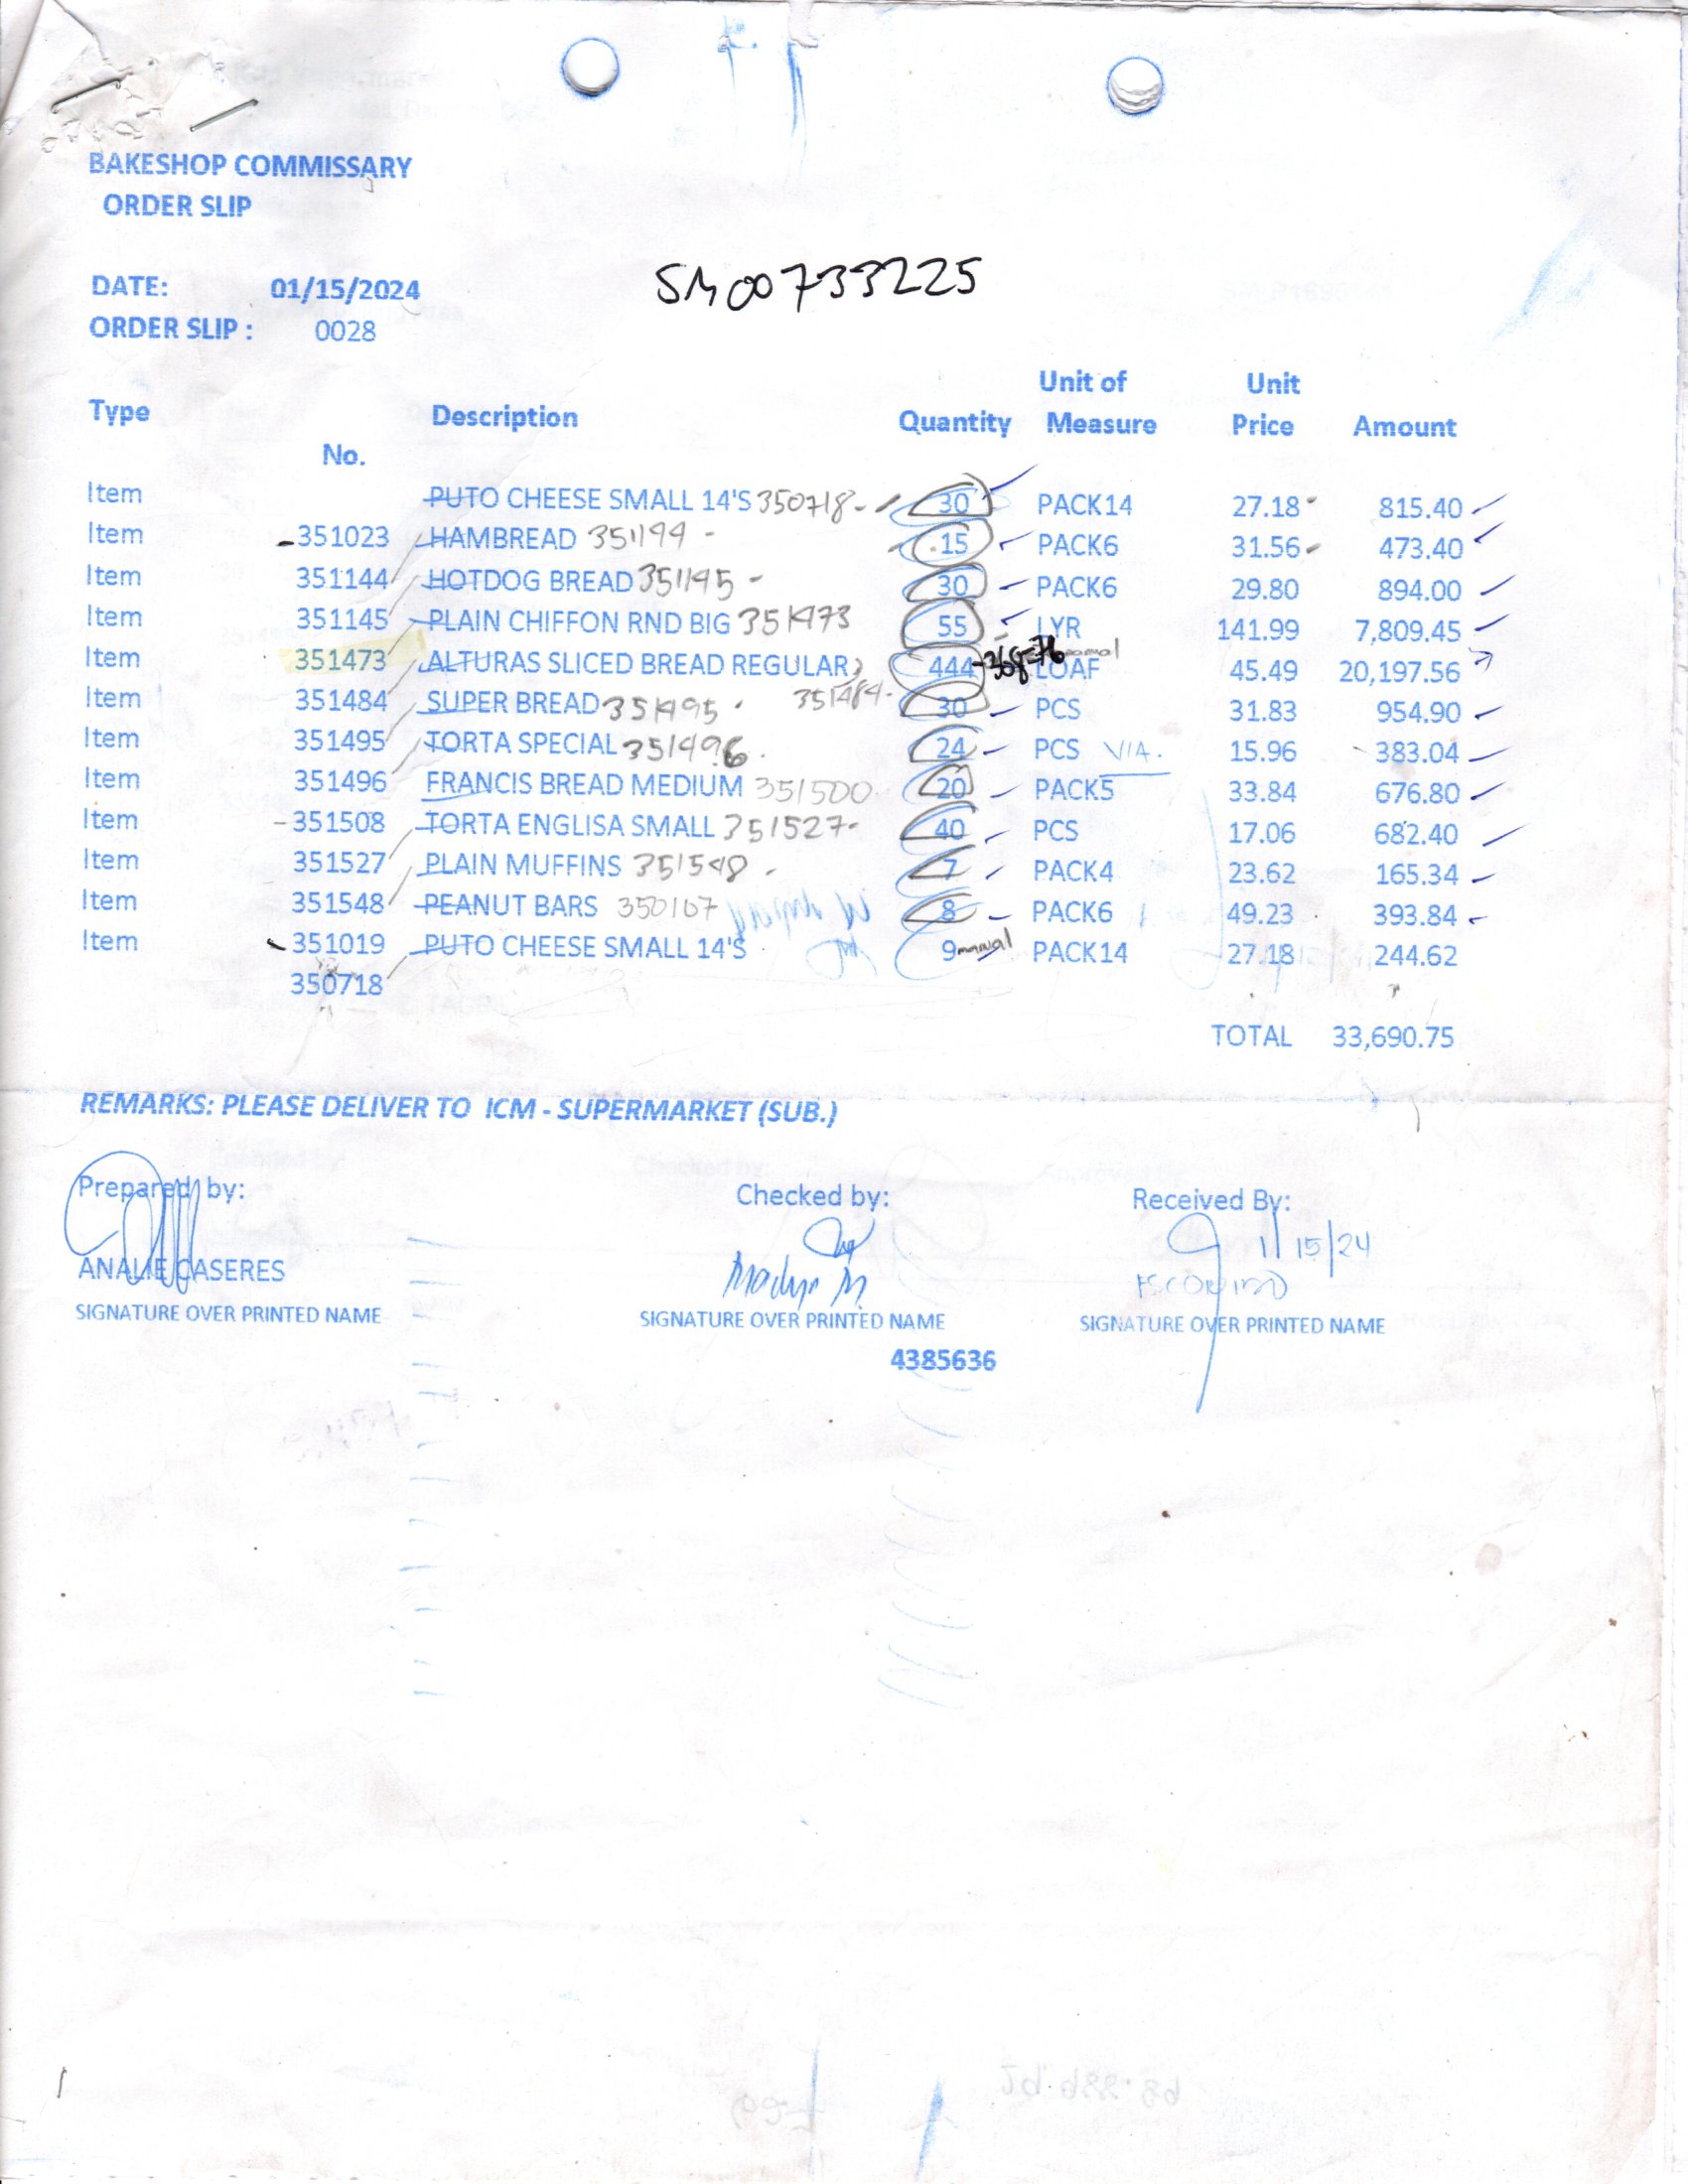 BAKESHOP COMMISSARY
ORDER SLIP
SM00733225
DATE: 01/15/2024
ORDER SLIP : 0028
Type No. Description Quantity Unit of Measure Unit Price Amount
Item PUTO CHEESE SMALL 14'S 350718- 30 PACK14 27.18 815.40
Item 351023 HAMBREAD 351144 - 15 PACK6 31.56 473.40
Item 351144 HOTDOG BREAD 351145 - 30 PACK6 29.80 894.00
Item 351145 PLAIN CHIFFON RND BIG 351473 55 LYR 141.99 7,809.45
Item 351473 ALTURAS SLICED BREAD REGULAR 351484- 444 -368=76 manual LOAF 45.49 20,197.56
Item 351484 SUPER BREAD 351495 30 PCS 31.83 954.90
Item 351495 TORTA SPECIAL 351496 24 PCS 15.96 383.04
Item 351496 FRANCIS BREAD MEDIUM 351500 20 PACK5 33.84 676.80
Item 351508 TORTA ENGLISA SMALL 351527- 40 PCS 17.06 682.40
Item 351527 PLAIN MUFFINS 351548 - 7 PACK4 23.62 165.34
Item 351548 PEANUT BARS 350167 8 PACK6 49.23 393.84
Item 351019 PUTO CHEESE SMALL 14'S 9 manual PACK14 27.18 244.62
350718
TOTAL 33,690.75
REMARKS: PLEASE DELIVER TO ICM - SUPERMARKET (SUB.)
Prepared by: Checked by: Received By:
1/15/24
ANALIE CASERES Marlyn M.
SIGNATURE OVER PRINTED NAME SIGNATURE OVER PRINTED NAME SIGNATURE OVER PRINTED NAME
4385636